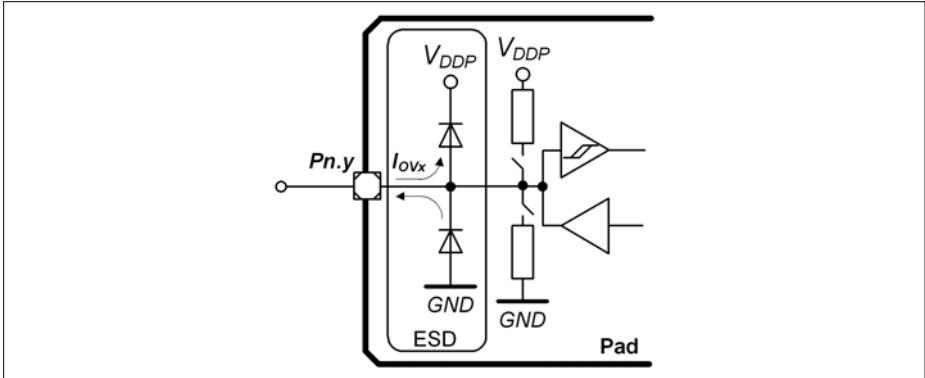 V_DDP
V_DDP
Pn.y
I_OVx
GND
GND
ESD
Pad